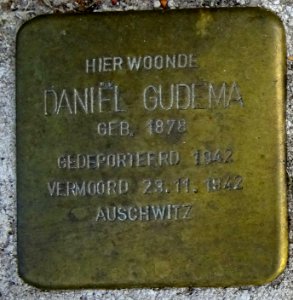 HIER WOONDE
DANIËL GUDEMA
GEB. 1878
GEDEPORTEERD 1942
VERMOORD 23.11.1942
AUSCHWITZ